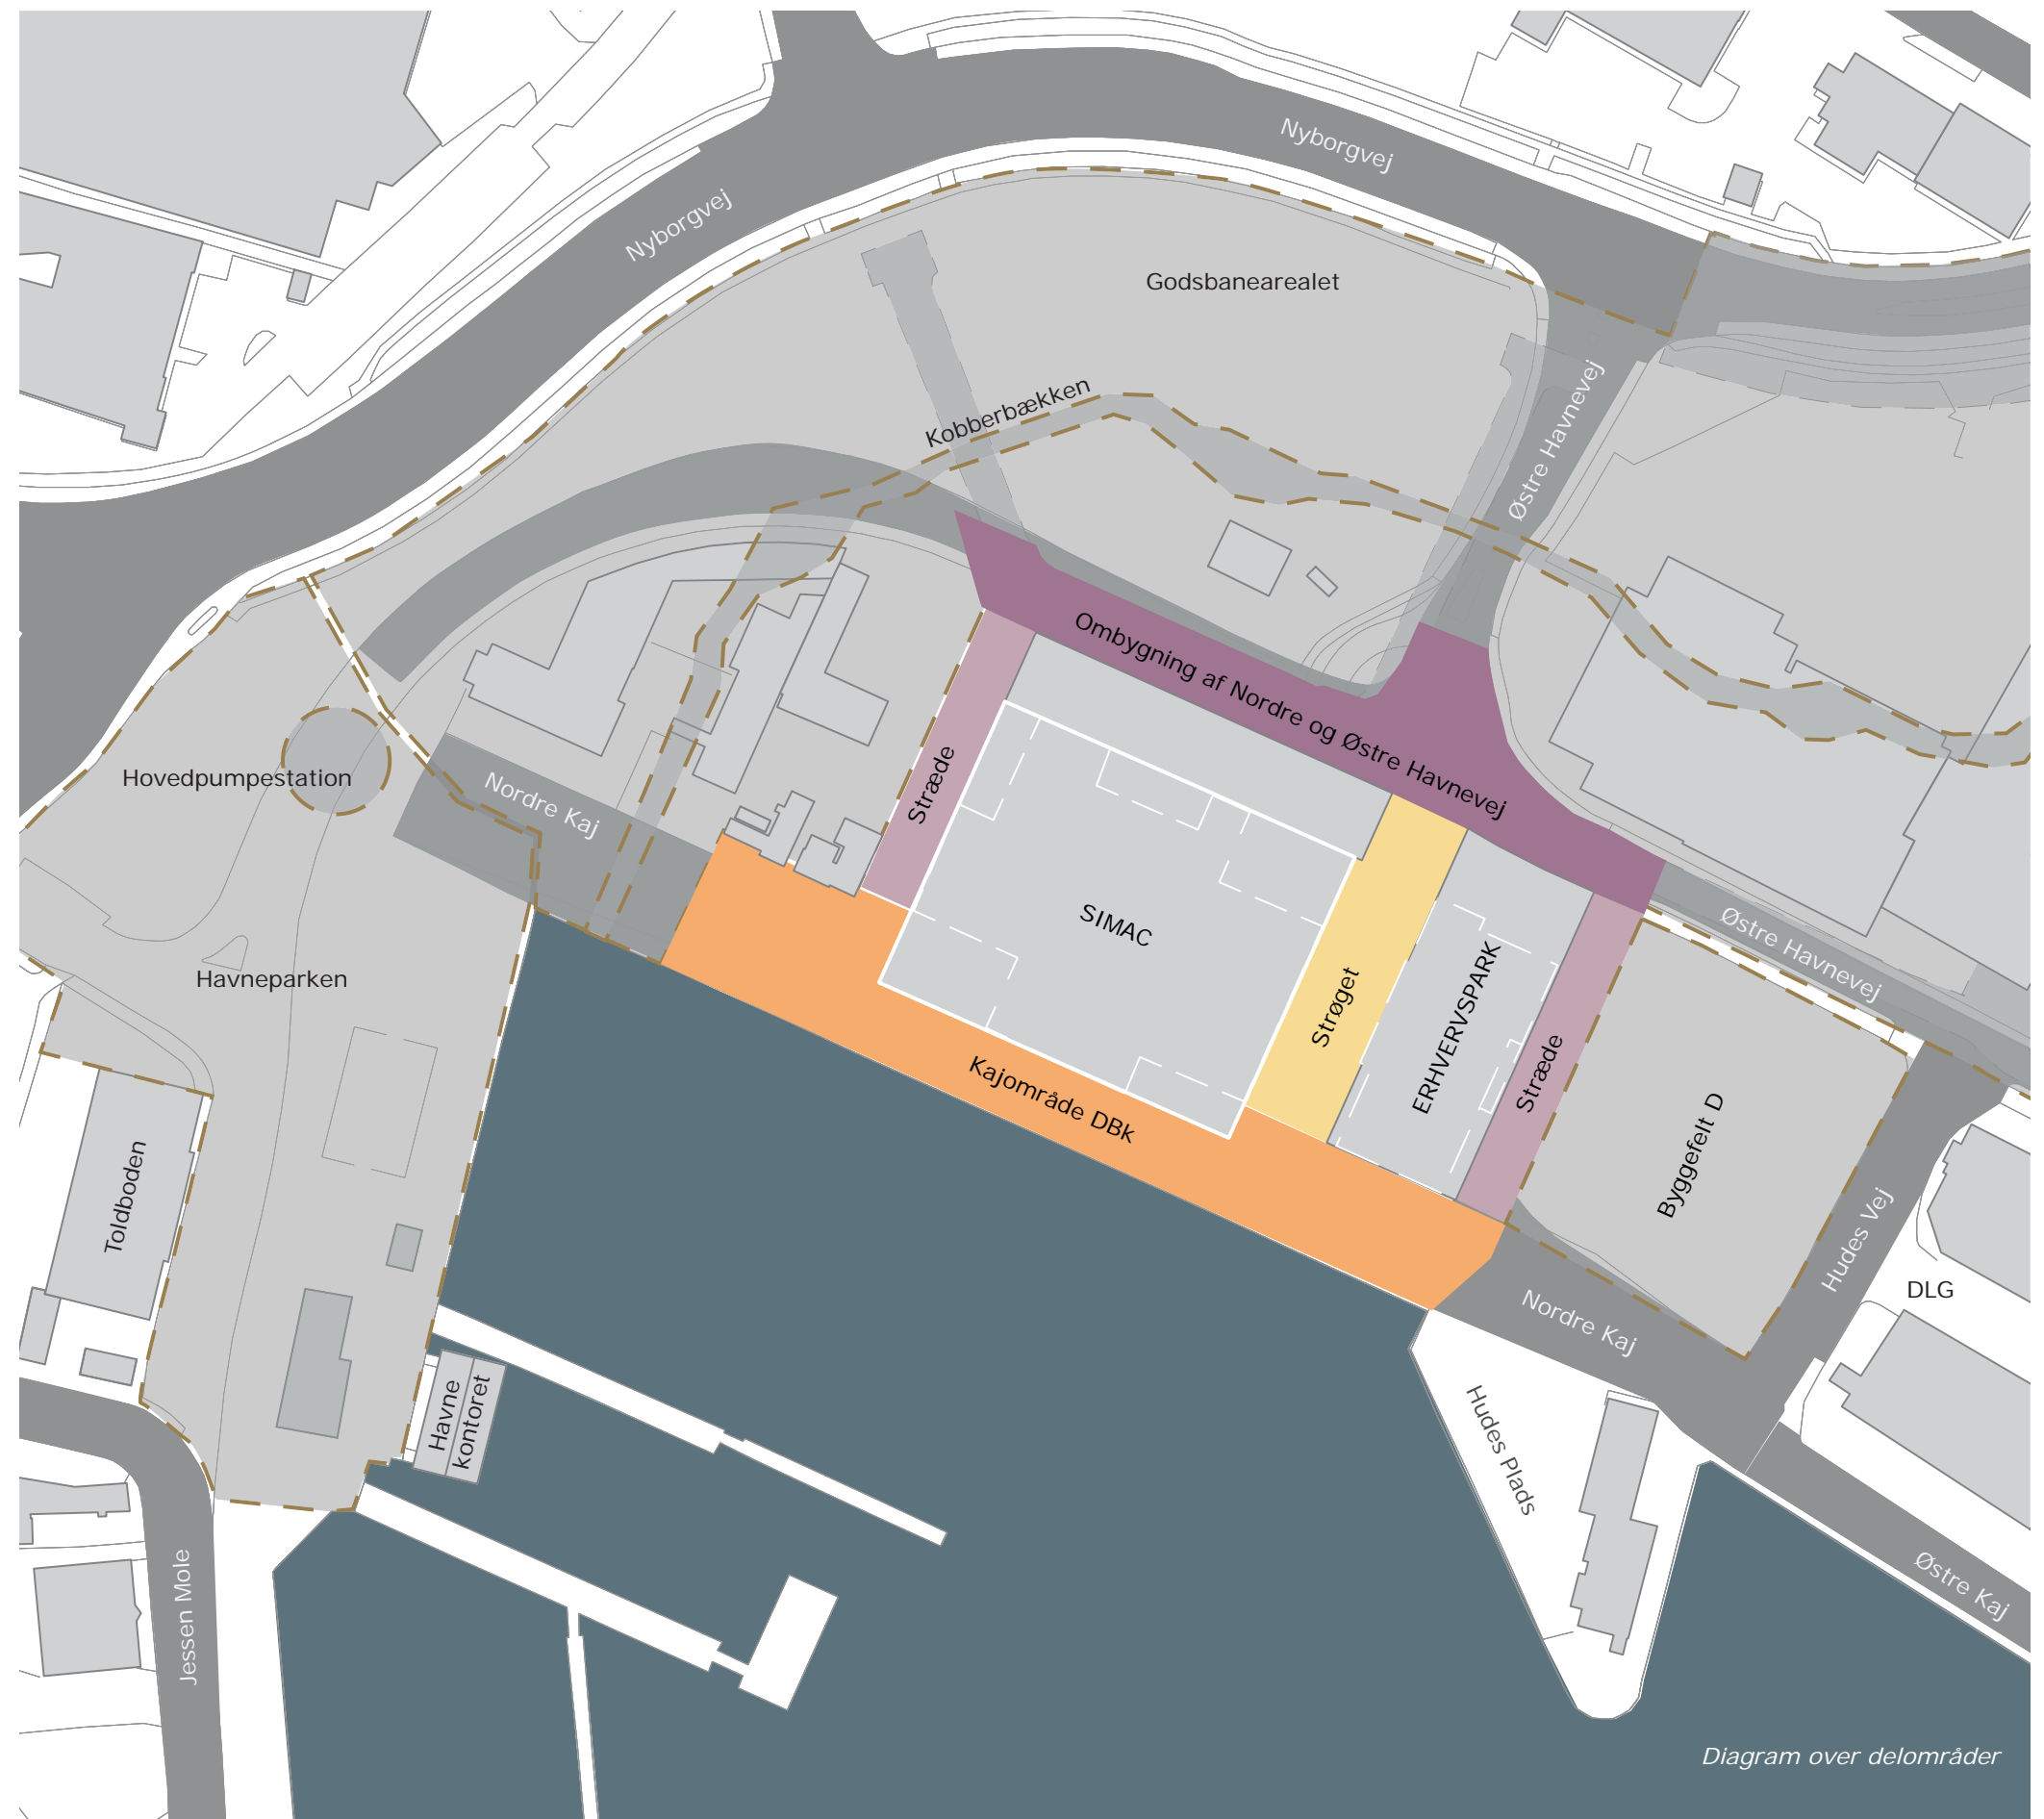 Nyborgvej
Nyborgvej
Godsbanearealet
Kobberbækken
Østre Havnevej
Ombygning af Nordre og Østre Havnevej
Hovedpumpestation
Nordre Kaj
Stræde
SIMAC
Østre Havnevej
Havneparken
Strøget
ERHVERVSPARK
Stræde
Kajområde DBk
Byggefelt D
Toldboden
Hudes Vej
DLG
Nordre Kaj
Havne
kontoret
Hudes Plads
Østre Kaj
Jessen Mole
Diagram over delområder